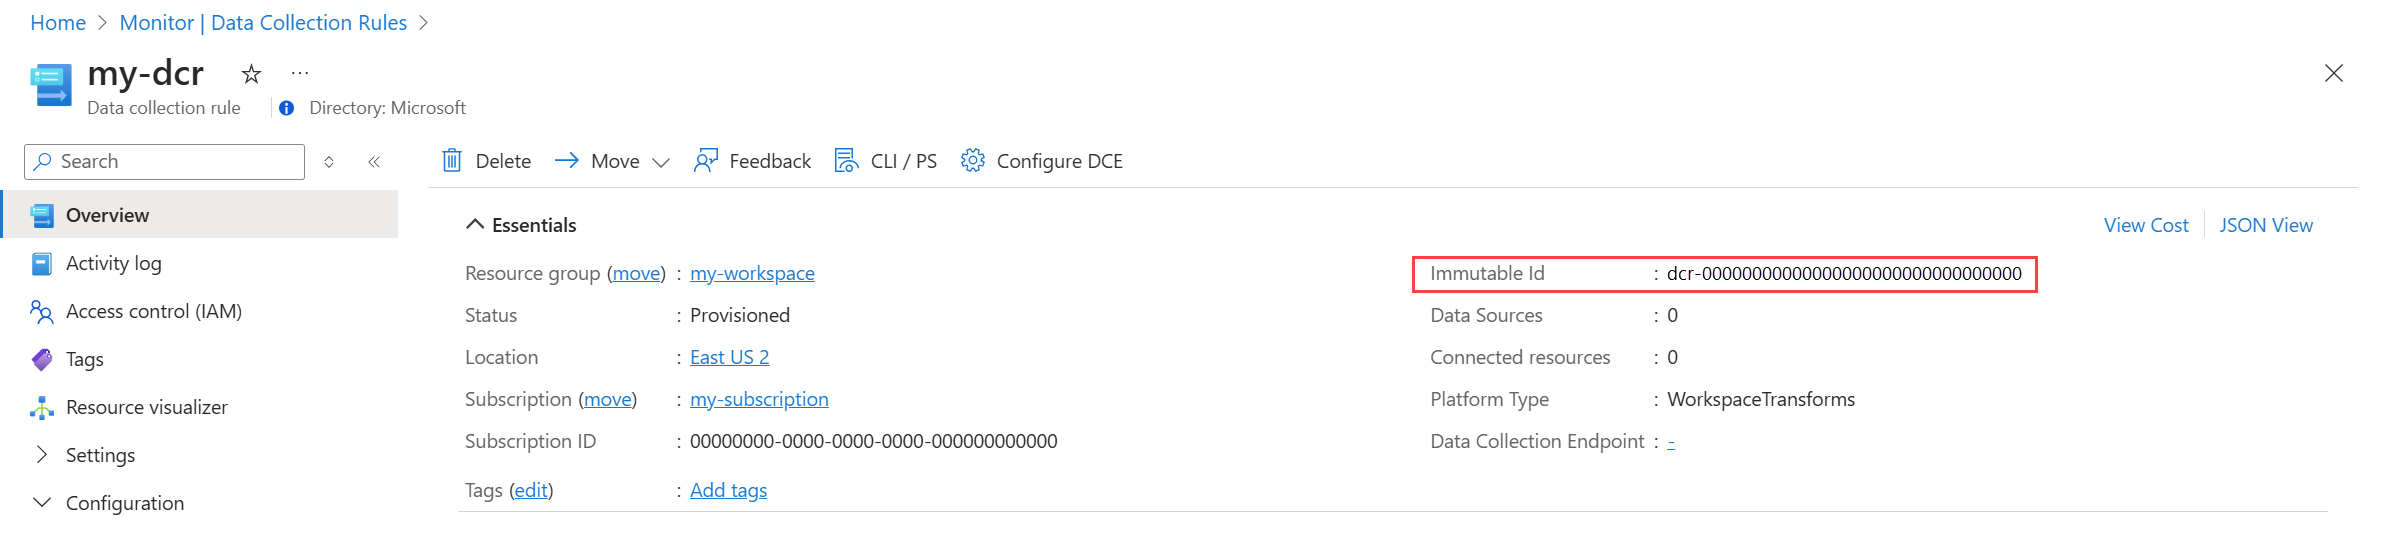 Home > Monitor | Data Collection Rules >
my-dcr ☆ ...
Data collection rule | Directory: Microsoft
Search
Delete Move Feedback CLI / PS Configure DCE
Overview
Activity log
Access control (IAM)
Tags
Resource visualizer
Settings
Configuration
Essentials
View Cost | JSON View
Resource group (move) : my-workspace
Status : Provisioned
Location : East US 2
Subscription (move) : my-subscription
Subscription ID : 00000000-0000-0000-0000-000000000000
Tags (edit) : Add tags
Immutable Id : dcr-00000000000000000000000000000000
Data Sources : 0
Connected resources : 0
Platform Type : WorkspaceTransforms
Data Collection Endpoint : -